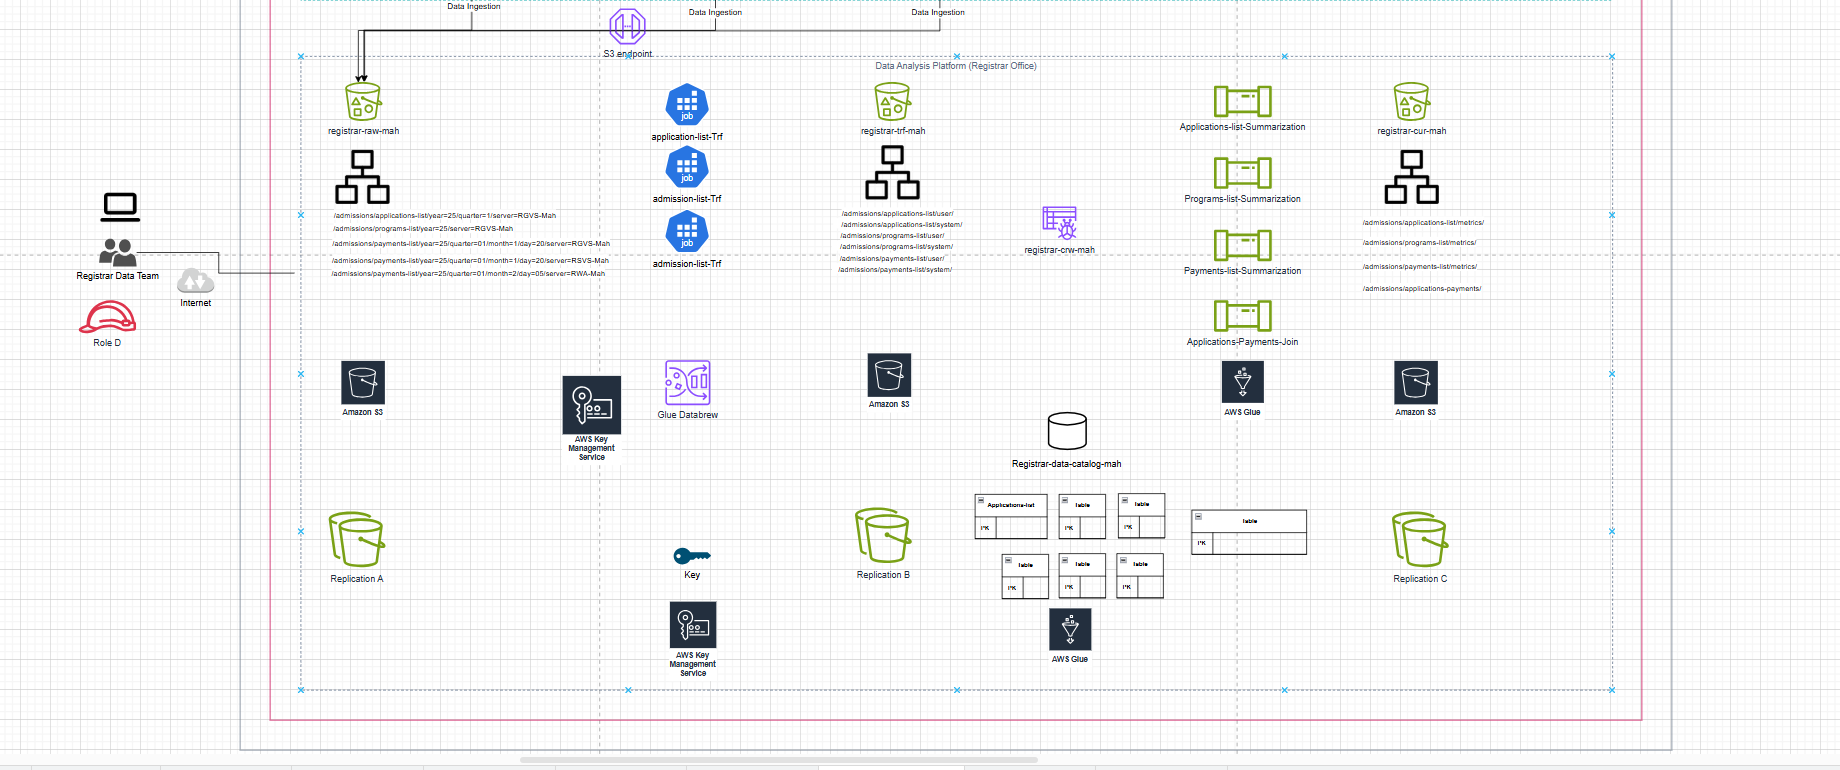 Data Ingestion
Data Ingestion
Data Ingestion
S3 endpoint
Data Analysis Platform (Registrar Office)
registrar-raw-mah
job
application-list-Trf
registrar-trf-mah
Applications-list-Summarization
registrar-cur-mah
job
admission-list-Trf
Programs-list-Summarization
/admissions/applications-list/year=25/quarter=1/server=RGVS-Mah
/admissions/programs-list/year=25/server=RGVS-Mah
/admissions/payments-list/year=25/quarter=01/month=1/day=20/server=RGVS-Mah
/admissions/payments-list/year=25/quarter=01/month=1/day=20/server=RSVS-Mah
/admissions/payments-list/year=25/quarter=01/month=2/day=05/server=RWA-Mah
job
admission-list-Trf
/admissions/applications-list/user/
/admissions/applications-list/system/
/admissions/programs-list/user/
/admissions/programs-list/system/
/admissions/payments-list/user/
/admissions/payments-list/system/
registrar-crw-mah
Payments-list-Summarization
/admissions/applications-list/metrics/
/admissions/programs-list/metrics/
/admissions/payments-list/metrics/
/admissions/applications-payments/
Registrar Data Team
Internet
Role D
Applications-Payments-Join
Amazon S3
AWS Key
Management
Service
Glue Databrew
Amazon S3
AWS Glue
Amazon S3
Registrar-data-catalog-mah
Applications-list
PK
Table
PK
Table
PK
Table
PK
Table
PK
Table
PK
Table
PK
Replication A
Key
Replication B
Replication C
AWS Key
Management
Service
AWS Glue